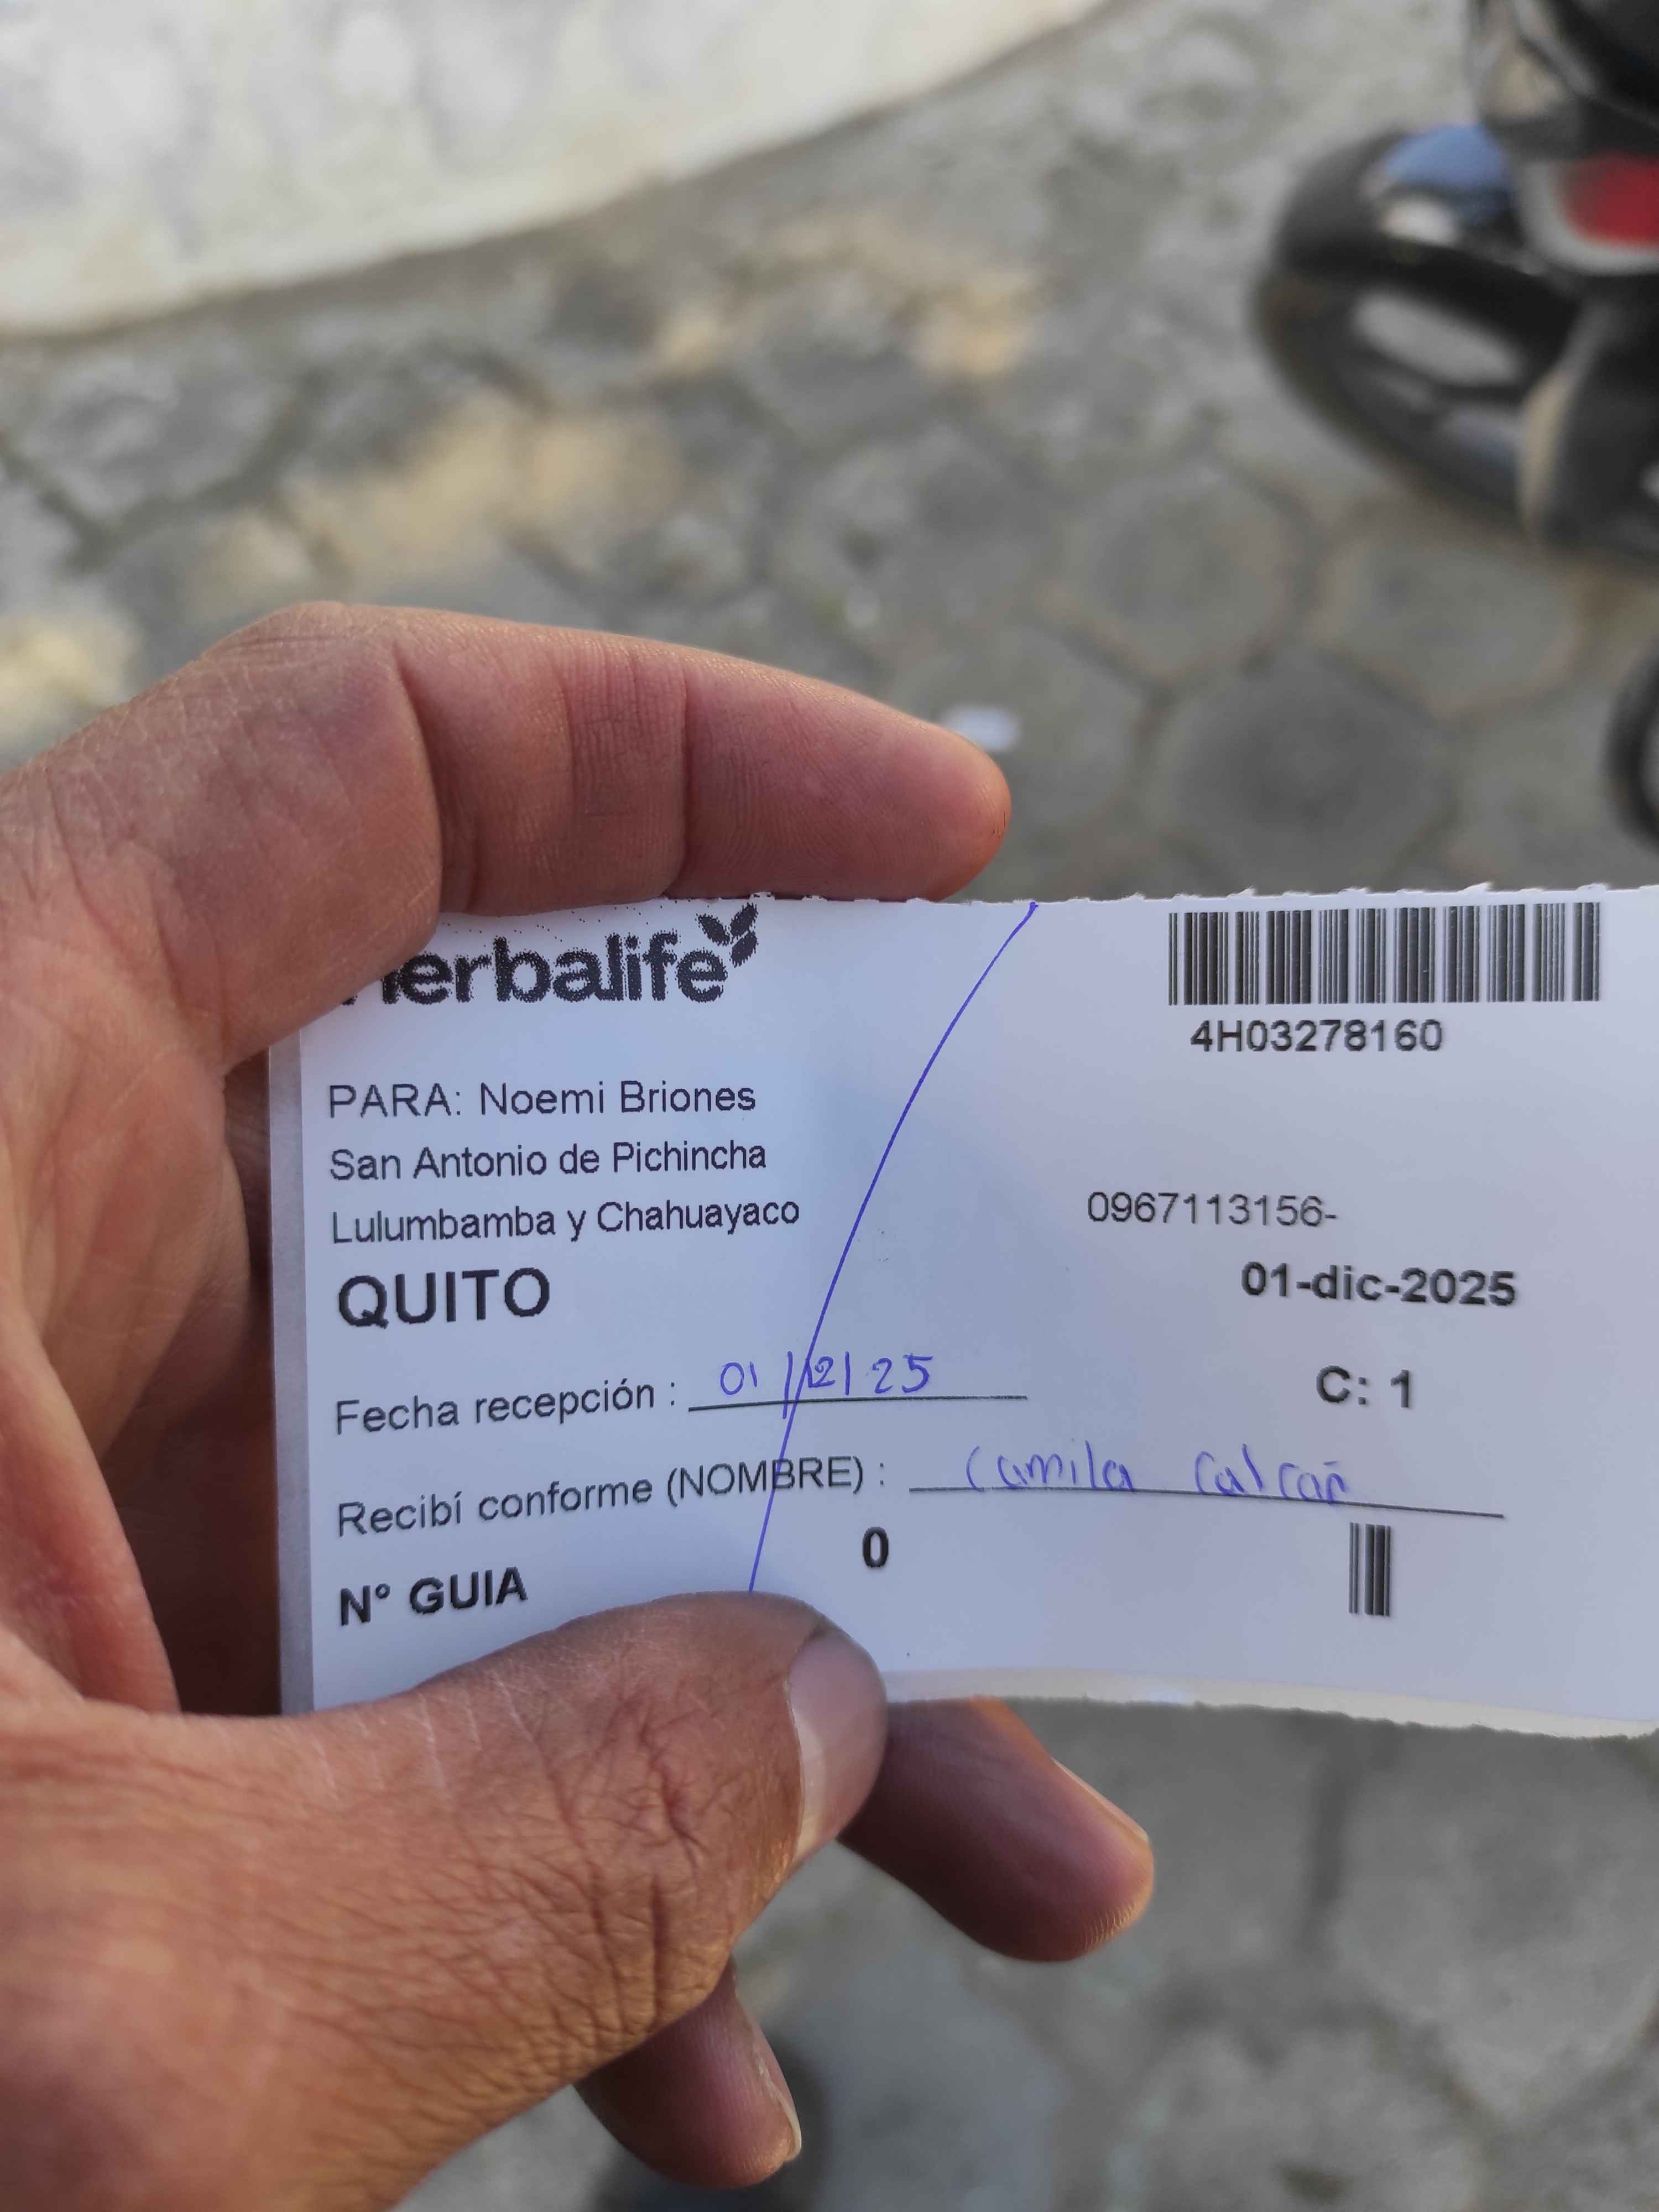 Herbalife
4H03278160
PARA: Noemi Briones
San Antonio de Pichincha
Lulumbamba y Chahuayaco
0967113156-
QUITO
01-dic-2025
Fecha recepción : 01/12/25
C: 1
Recibí conforme (NOMBRE) : Camila
N° GUIA 0